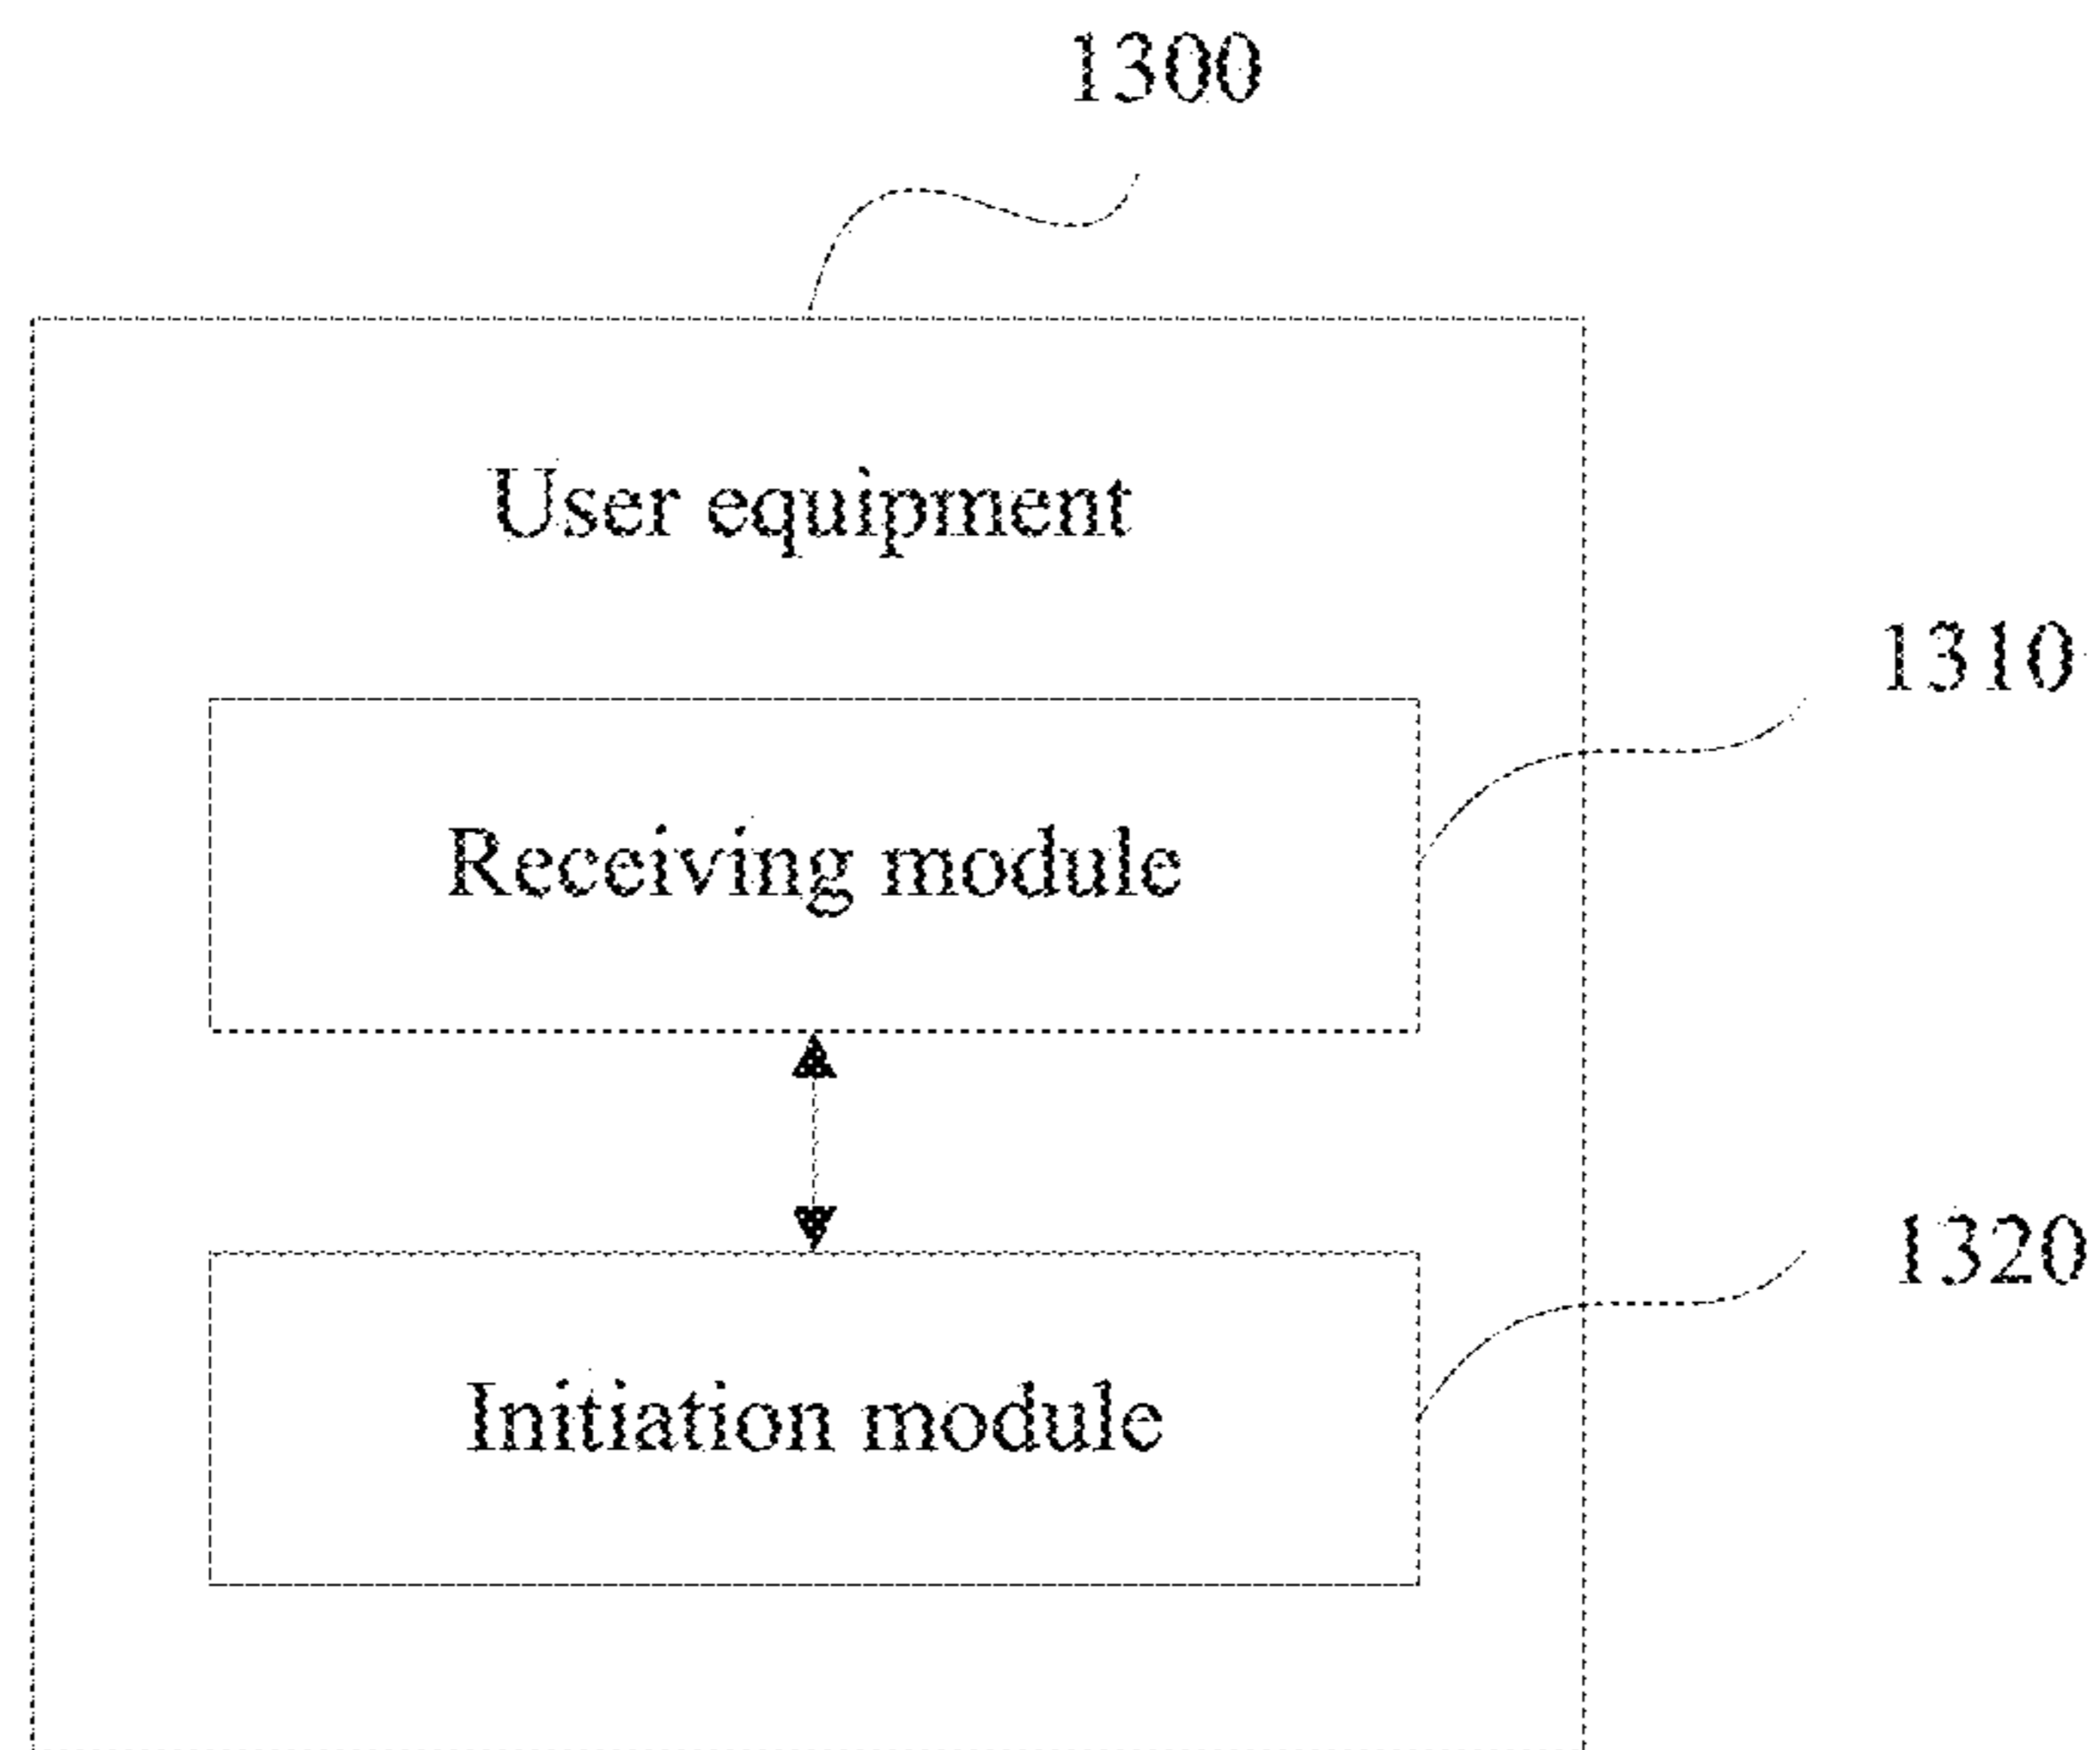 1300
User equipment
1310
Receiving module
1320
Initiation module